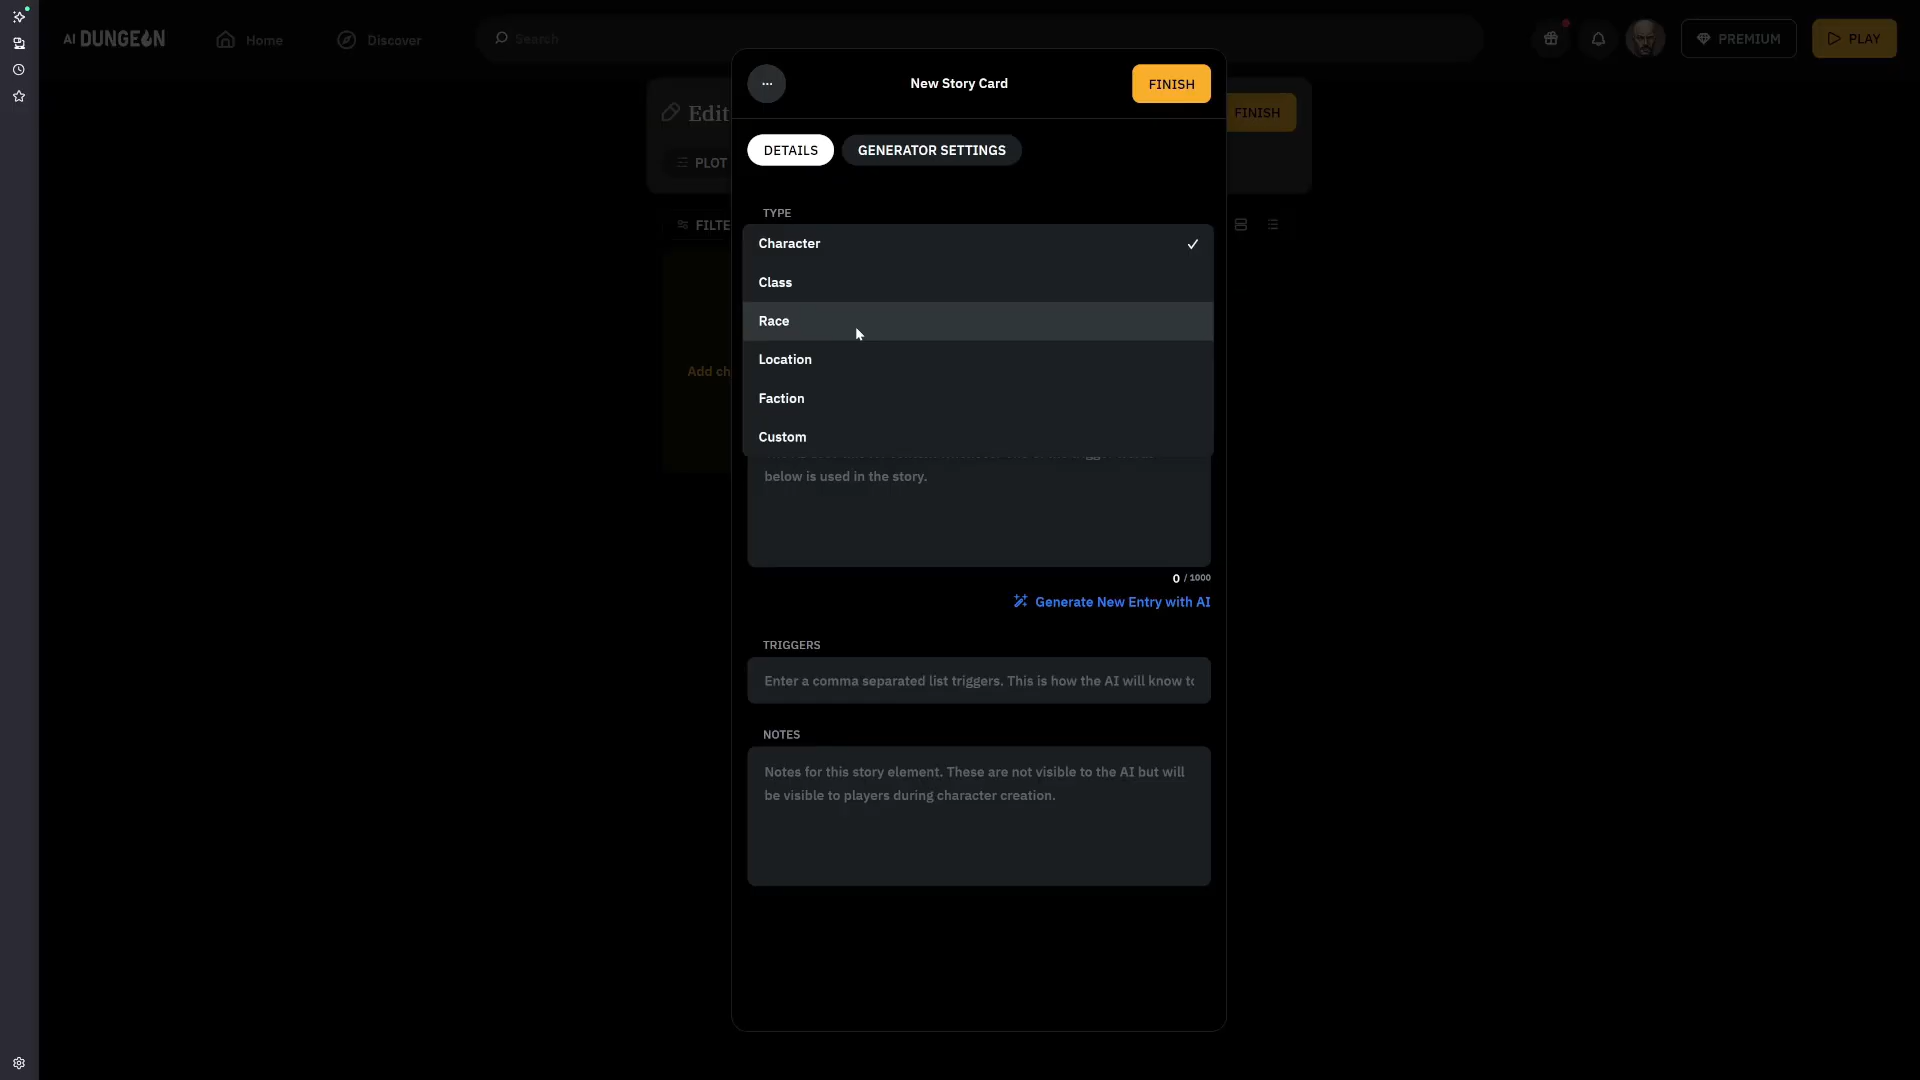 AI DUNGEON
Home
Discover
Search
PREMIUM
PLAY
New Story Card
FINISH
Edit
FINISH
PLOT
DETAILS
GENERATOR SETTINGS
FILTE
TYPE
Character
Class
Race
Location
Faction
Custom
Add ch
below is used in the story.
0 / 1000
Generate New Entry with AI
TRIGGERS
Enter a comma separated list triggers. This is how the AI will know to
NOTES
Notes for this story element. These are not visible to the AI but will
be visible to players during character creation.